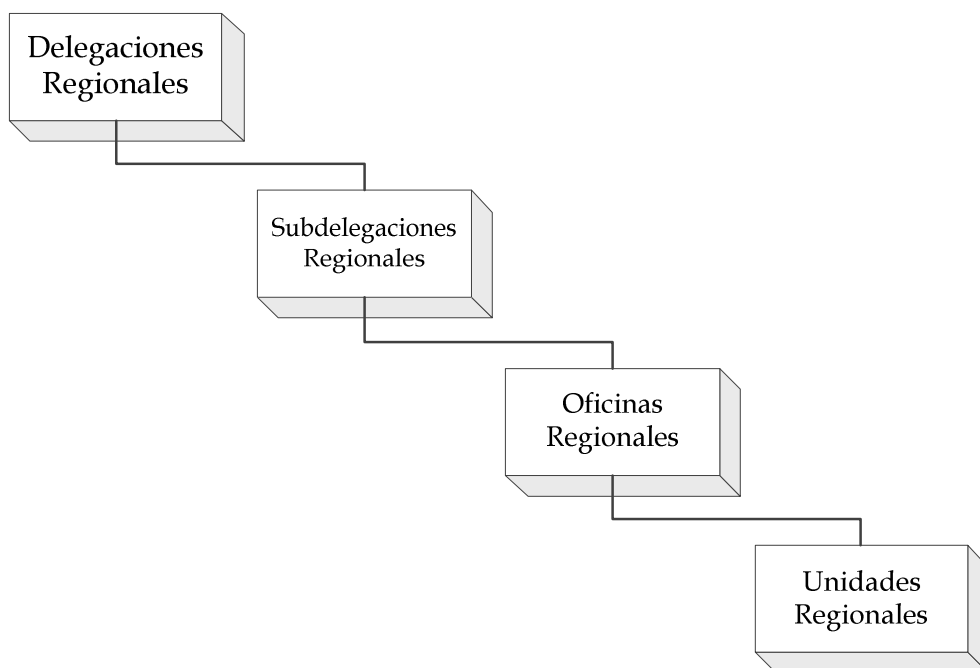 Delegaciones
Regionales
Subdelegaciones
Regionales
Oficinas
Regionales
Unidades
Regionales